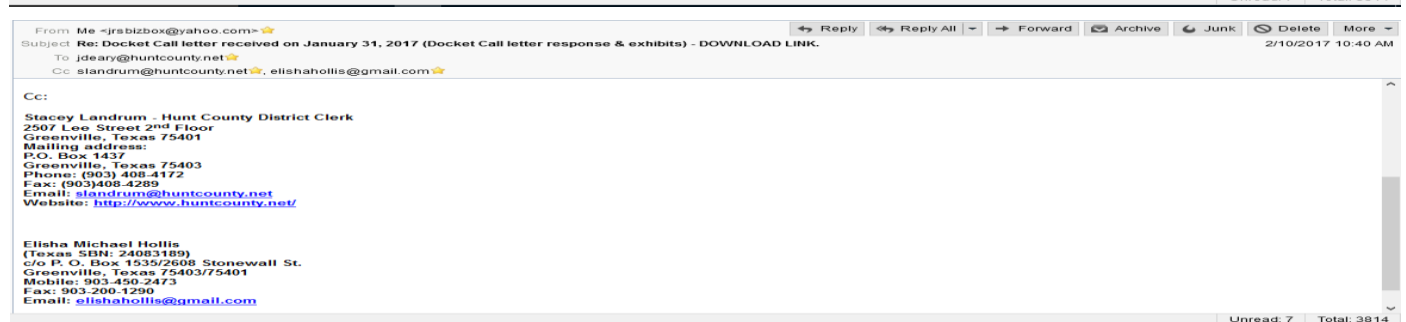 From Me <jrsbizbox@yahoo.com>
Reply Reply All Forward Archive Junk Delete More
Subject Re: Docket Call letter received on January 31, 2017 (Docket Call letter response & exhibits) - DOWNLOAD LINK.
2/10/2017 10:40 AM
To jdeary@huntcounty.net
Cc slandrum@huntcounty.net, elishahollis@gmail.com
Cc:
Stacey Landrum - Hunt County District Clerk
2507 Lee Street 2nd Floor
Greenville, Texas 75401
Mailing address:
P.O. Box 1437
Greenville, Texas 75403
Phone: (903) 408-4172
Fax: (903)408-4289
Email: slandrum@huntcounty.net
Website: http://www.huntcounty.net/
Elisha Michael Hollis
(Texas SBN: 24083189)
c/o P. O. Box 1535/2608 Stonewall St.
Greenville, Texas 75403/75401
Mobile: 903-450-2473
Fax: 903-200-1290
Email: elishahollis@gmail.com
Unread: 7 Total: 3814